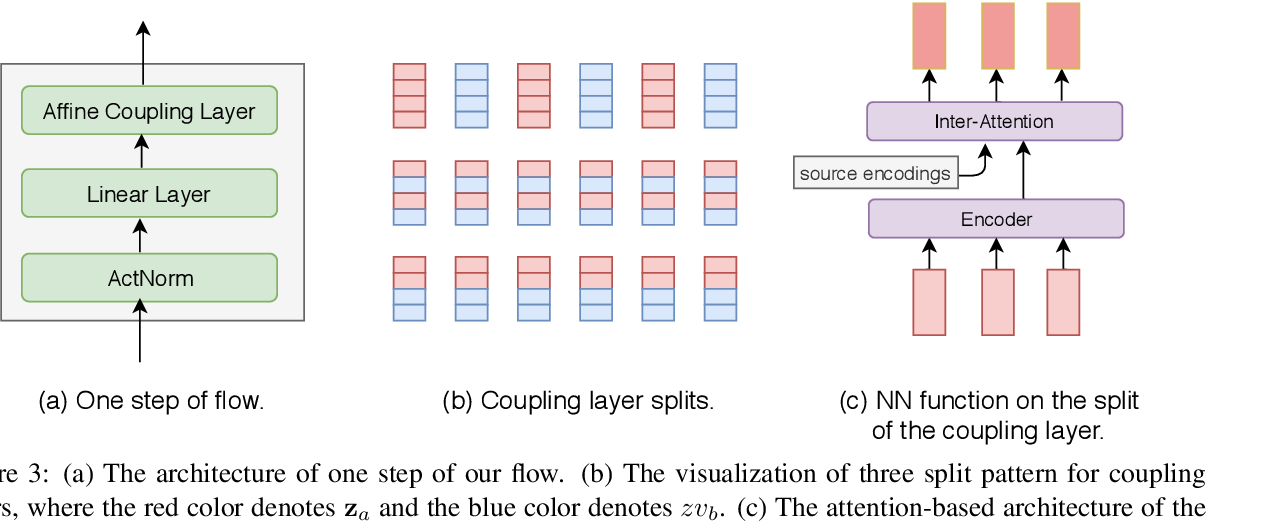 Affine Coupling Layer
Linear Layer
ActNorm
(a) One step of flow.
(b) Coupling layer splits.
Inter-Attention
source encodings
Encoder
(c) NN function on the split
of the coupling layer.
re 3: (a) The architecture of one step of our flow. (b) The visualization of three split pattern for coupling
rs, where the red color denotes z_a and the blue color denotes zv_b. (c) The attention-based architecture of the